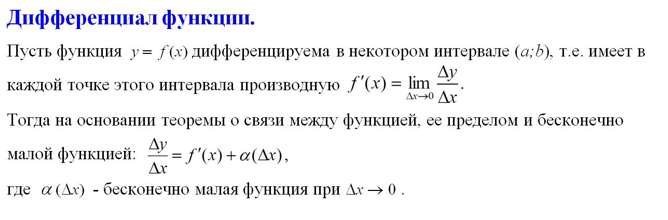 Дифференциал функции.
Пусть функция y = f(x) дифференцируема в некотором интервале (a;b), т.е. имеет в
каждой точке этого интервала производную f′(x) = lim_{Δx→0} Δy/Δx.
Тогда на основании теоремы о связи между функцией, ее пределом и бесконечно
малой функцией: Δy/Δx = f′(x) + α(Δx),
где α(Δx) - бесконечно малая функция при Δx → 0 .